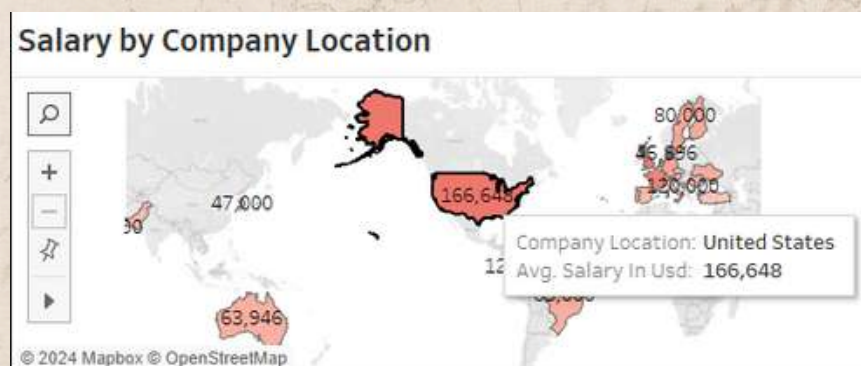 Salary by Company Location
80,000
120,000
47,000
166,648
Company Location: United States
Avg. Salary In Usd: 166,648
63,946
© 2024 Mapbox © OpenStreetMap